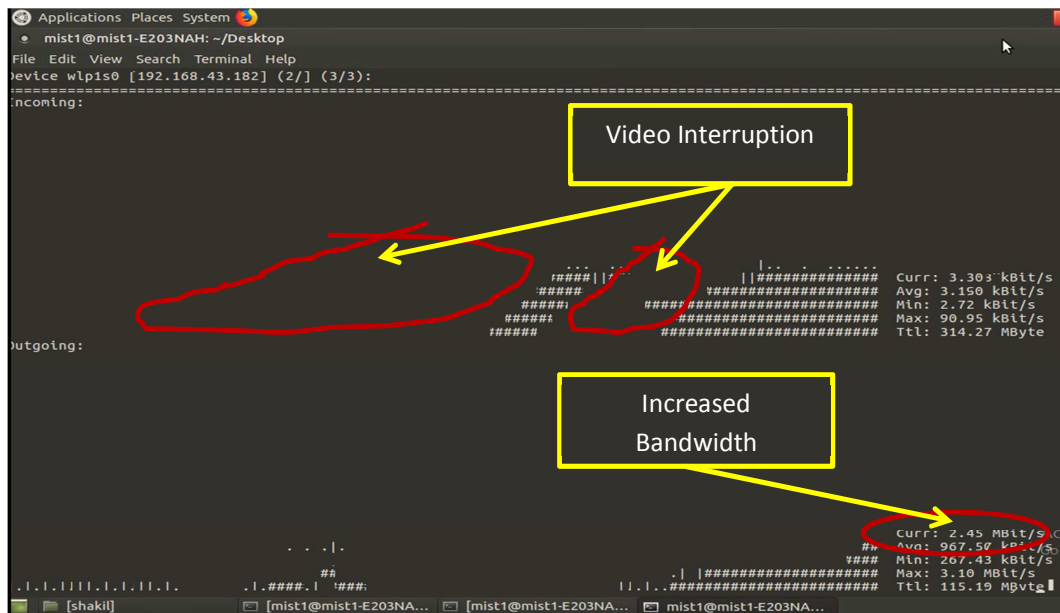 Applications Places System
mist1@mist1-E203NAH: ~/Desktop
File Edit View Search Terminal Help
Device wlp1s0 [192.168.43.182] (2/] (3/3):
Incoming:
Video Interruption
Curr: 3.303 kBit/s
Avg: 3.150 kBit/s
Min: 2.72 kBit/s
Max: 90.95 kBit/s
Ttl: 314.27 MByte
Outgoing:
Increased
Bandwidth
Curr: 2.45 MBit/s
Avg: 967.50 kBit/s
Min: 267.43 kBit/s
Max: 3.10 MBit/s
Ttl: 115.19 MByte
[shakil] [mist1@mist1-E203NA... [mist1@mist1-E203NA... mist1@mist1-E203NA...